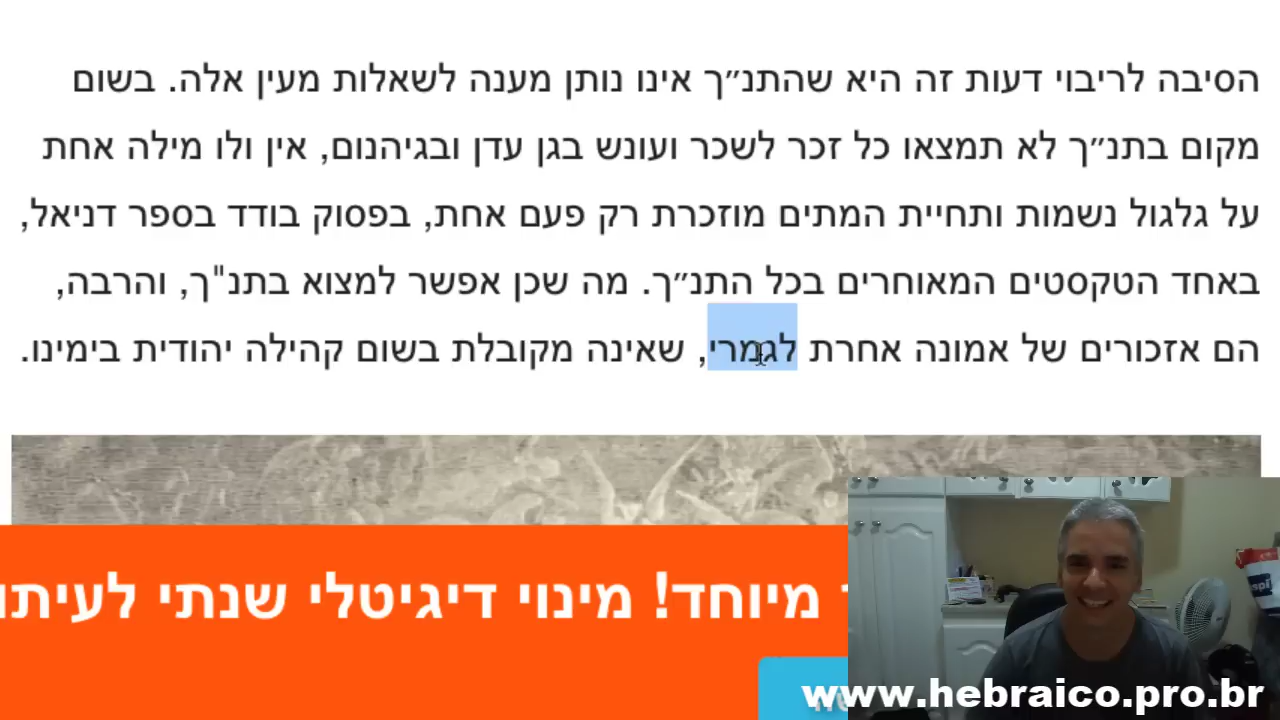 הסיבה לריבוי דעות זה היא שהתנ״ך אינו נותן מענה לשאלות מעין אלה. בשום
מקום בתנ״ך לא תמצאו כל זכר לשכר ועונש בגן עדן ובגיהנום, אין ולו מילה אחת
על גלגול נשמות ותחיית המתים מוזכרת רק פעם אחת, בפסוק בודד בספר דניאל,
באחד הטקסטים המאוחרים בכל התנ״ך. מה שכן אפשר למצוא בתנ"ך, והרבה,
הם אזכורים של אמונה אחרת לגמרי, שאינה מקובלת בשום קהילה יהודית בימינו.
מיוחד! מינוי דיגיטלי שנתי
www.hebraico.pro.br